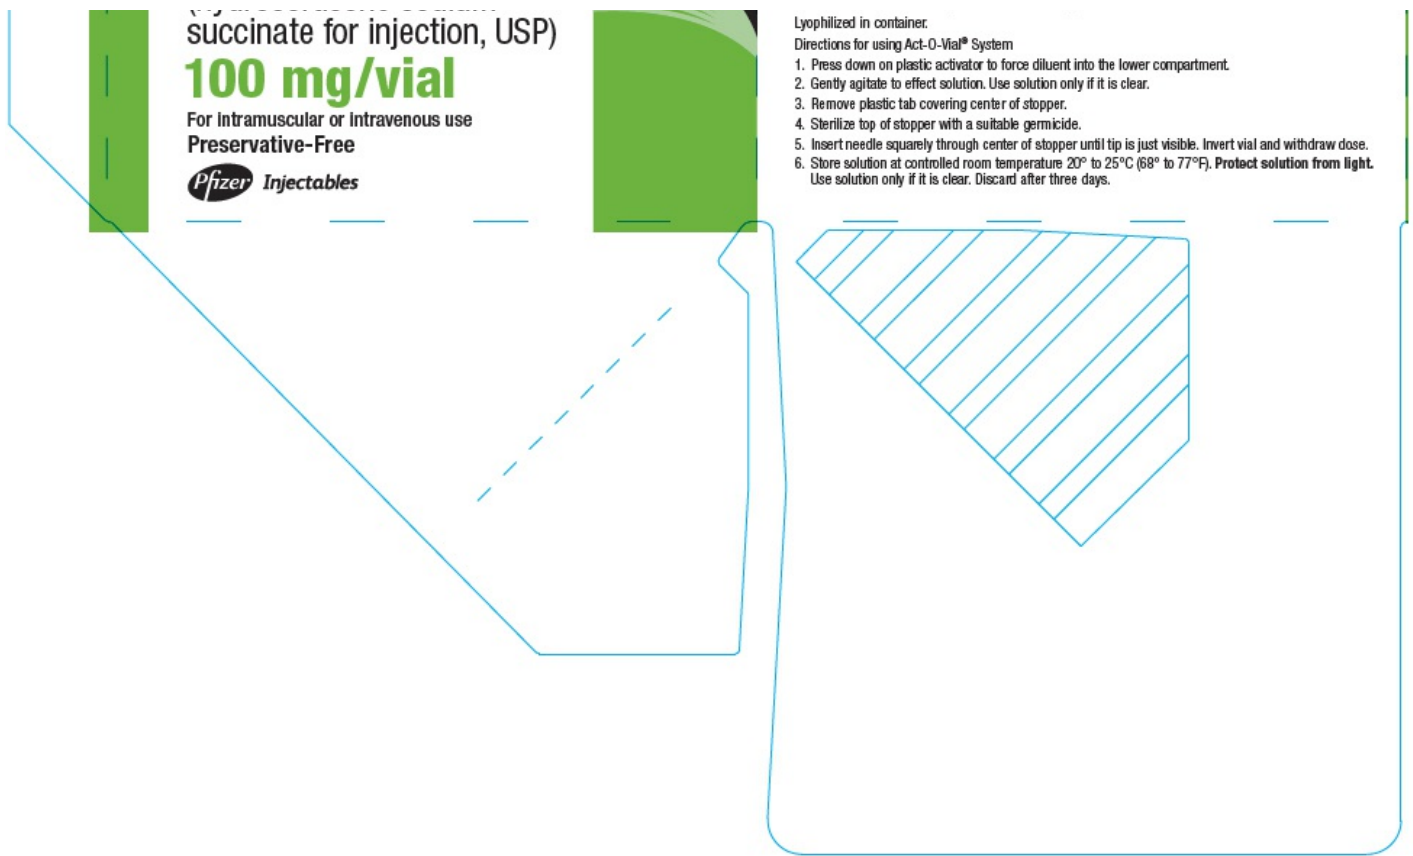 succinate for injection, USP)
100 mg/vial
For intramuscular or intravenous use
Preservative-Free
Pfizer Injectables
Lyophilized in container.
Directions for using Act-O-Vial® System
1. Press down on plastic activator to force diluent into the lower compartment.
2. Gently agitate to effect solution. Use solution only if it is clear.
3. Remove plastic tab covering center of stopper.
4. Sterilize top of stopper with a suitable germicide.
5. Insert needle squarely through center of stopper until tip is just visible. Invert vial and withdraw dose.
6. Store solution at controlled room temperature 20° to 25°C (68° to 77°F). Protect solution from light.
Use solution only if it is clear. Discard after three days.